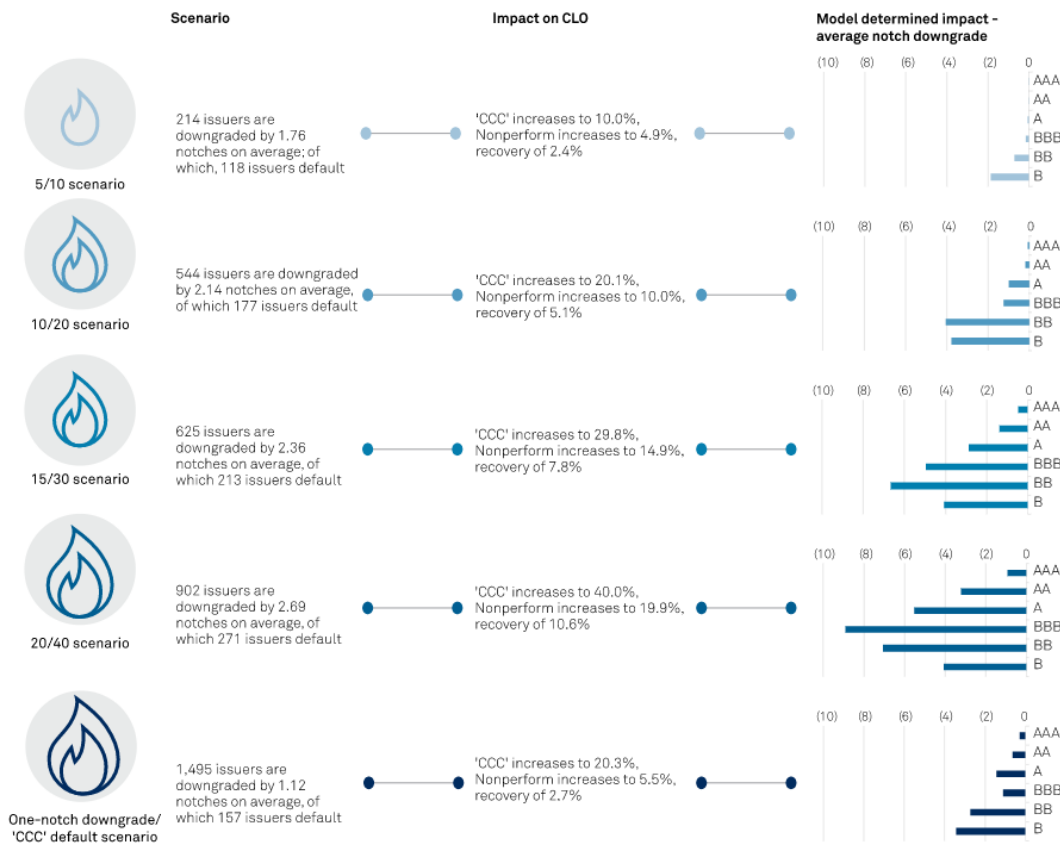 Scenario
Impact on CLO
Model determined impact -
average notch downgrade
5/10 scenario
214 issuers are
downgraded by 1.76
notches on average; of
which, 118 issuers default
'CCC' increases to 10.0%,
Nonperform increases to 4.9%,
recovery of 2.4%
(10) (8) (6) (4) (2) 0
AAA
AA
A
BBB
BB
B
10/20 scenario
544 issuers are downgraded
by 2.14 notches on average,
of which 177 issuers default
'CCC' increases to 20.1%,
Nonperform increases to 10.0%,
recovery of 5.1%
(10) (8) (6) (4) (2) 0
AAA
AA
A
BBB
BB
B
15/30 scenario
625 issuers are
downgraded by 2.36
notches on average, of
which 213 issuers default
'CCC' increases to 29.8%,
Nonperform increases to 14.9%,
recovery of 7.8%
(10) (8) (6) (4) (2) 0
AAA
AA
A
BBB
BB
B
20/40 scenario
902 issuers are
downgraded by 2.69
notches on average, of
which 271 issuers default
'CCC' increases to 40.0%,
Nonperform increases to 19.9%,
recovery of 10.6%
(10) (8) (6) (4) (2) 0
AAA
AA
A
BBB
BB
B
One-notch downgrade/
'CCC' default scenario
1,495 issuers are
downgraded by 1.12
notches on average, of
which 157 issuers default
'CCC' increases to 20.3%,
Nonperform increases to 5.5%,
recovery of 2.7%
(10) (8) (6) (4) (2) 0
AAA
AA
A
BBB
BB
B